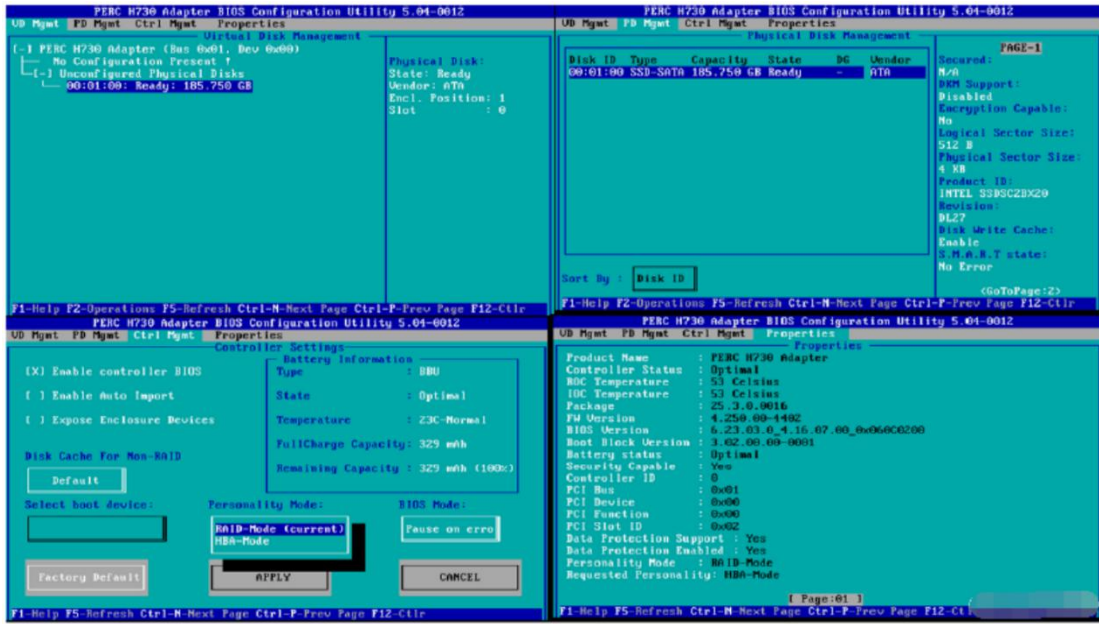 PERC H730 Adapter BIOS Configuration Utility 5.04-0012
VD Mgmt PD Mgmt Ctrl Mgmt Properties
Virtual Disk Management
[-] PERC H730 Adapter (Bus 0x01, Dev 0x00)
No Configuration Present !
[-] Unconfigured Physical Disks
00:01:00: Ready: 185.750 GB
Physical Disk:
State: Ready
Vendor: ATA
Encl. Position: 1
Slot : 0
F1-Help F2-Operations F5-Refresh Ctrl-N-Next Page Ctrl-P-Prev Page F12-Ctlr
PERC H730 Adapter BIOS Configuration Utility 5.04-0012
VD Mgmt PD Mgmt Ctrl Mgmt Properties
Physical Disk Management
Disk ID Type Capacity State DG Vendor
00:01:00 SSD-SATA 185.750 GB Ready - ATA
Sort By : Disk ID
PAGE-1
Secured:
N/A
DKM Support:
Disabled
Encryption Capable:
No
Logical Sector Size:
512 B
Physical Sector Size:
4 KB
Product ID:
INTEL SSDSC2BX20
Revision:
DL27
Disk Write Cache:
Enable
S.M.A.R.T state:
No Error
<GoToPage:2>
F1-Help F2-Operations F5-Refresh Ctrl-N-Next Page Ctrl-P-Prev Page F12-Ctlr
PERC H730 Adapter BIOS Configuration Utility 5.04-0012
VD Mgmt PD Mgmt Ctrl Mgmt Properties
Controller Settings
[X] Enable controller BIOS
[ ] Enable Auto Import
[ ] Expose Enclosure Devices
Disk Cache For Non-RAID
Default
Battery Information
Type : BBU
State : Optimal
Temperature : 23C-Normal
FullCharge Capacity: 329 mAh
Remaining Capacity : 329 mAh (100%)
Select boot device:
Personality Mode:
RAID-Mode (current)
HBA-Mode
BIOS Mode:
Pause on erro
Factory Default
APPLY
CANCEL
F1-Help F5-Refresh Ctrl-N-Next Page Ctrl-P-Prev Page F12-Ctlr
PERC H730 Adapter BIOS Configuration Utility 5.04-0012
VD Mgmt PD Mgmt Ctrl Mgmt Properties
Properties
Product Name : PERC H730 Adapter
Controller Status : Optimal
ROC Temperature : 53 Celsius
IOC Temperature : 53 Celsius
Package : 25.3.0.0016
FW Version : 4.250.00-4402
BIOS Version : 6.23.03.0_4.16.07.00_0x060C0200
Boot Block Version : 3.02.00.00-0001
Battery status : Optimal
Security Capable : Yes
Controller ID : 0
PCI Bus : 0x01
PCI Device : 0x00
PCI Function : 0x00
PCI Slot ID : 0x02
Data Protection Support : Yes
Data Protection Enabled : Yes
Personality Mode : RAID-Mode
Requested Personality: HBA-Mode
[ Page:01 ]
F1-Help F5-Refresh Ctrl-N-Next Page Ctrl-P-Prev Page F12-Ct